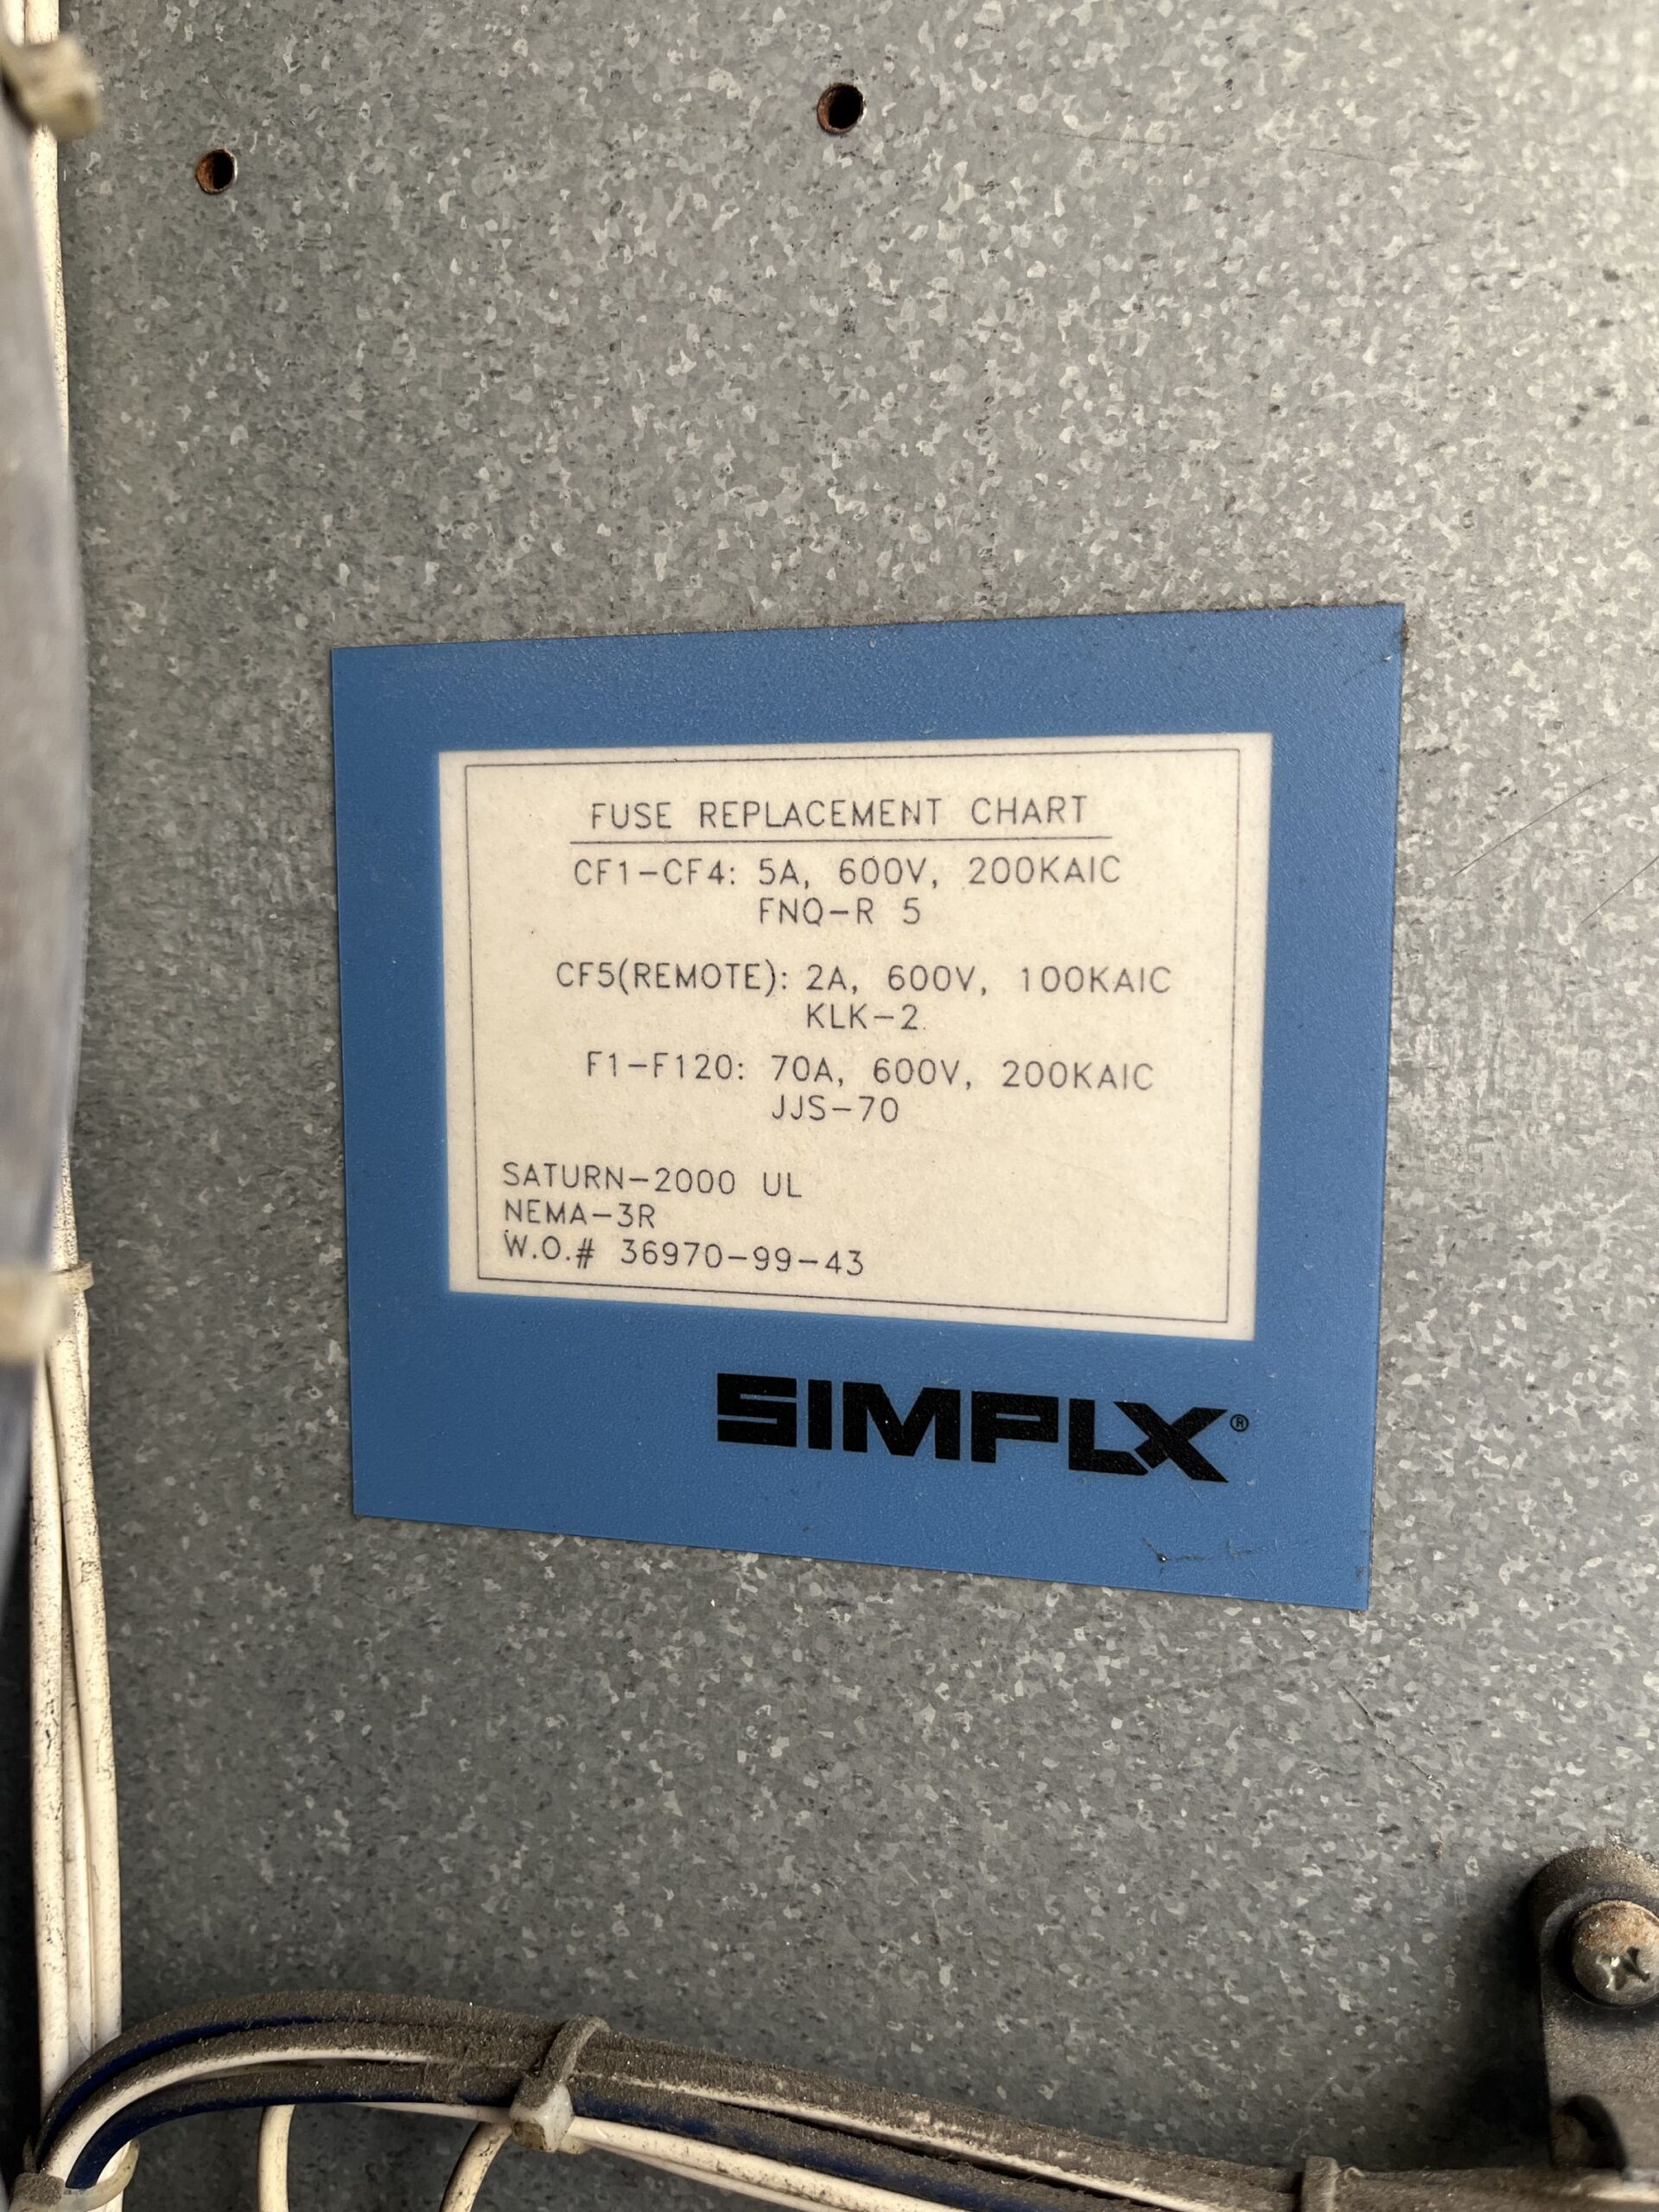 FUSE REPLACEMENT CHART
CF1-CF4: 5A, 600V, 200KAIC
FNQ-R 5
CF5(REMOTE): 2A, 600V, 100KAIC
KLK-2
F1-F120: 70A, 600V, 200KAIC
JJS-70
SATURN-2000 UL
NEMA-3R
W.O.# 36970-99-43
SIMPLX®